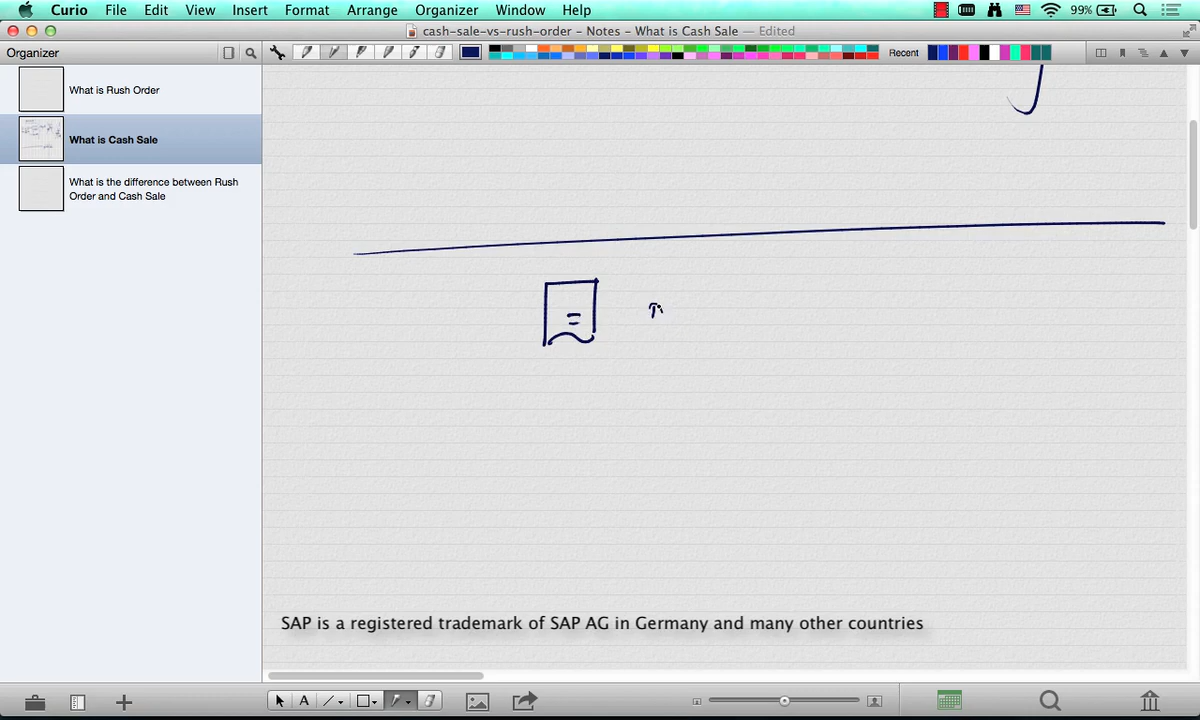 Curio File Edit View Insert Format Arrange Organizer Window Help 99%
cash-sale-vs-rush-order - Notes - What is Cash Sale — Edited
Organizer Recent
What is Rush Order
What is Cash Sale
What is the difference between Rush
Order and Cash Sale
SAP is a registered trademark of SAP AG in Germany and many other countries
A